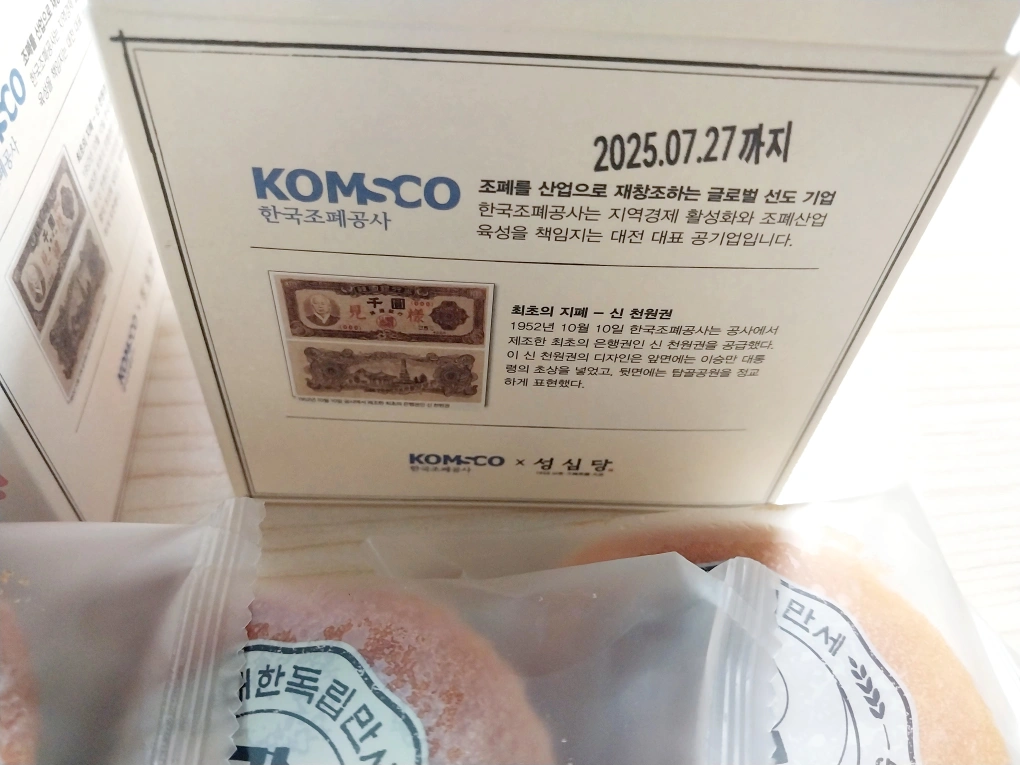 2025.07.27까지
KOMSCO
한국조폐공사
조폐를 산업으로 재창조하는 글로벌 선도 기업
한국조폐공사는 지역경제 활성화와 조폐산업
육성을 책임지는 대전 대표 공기업입니다.
千圓
見 樣
최초의 지폐 – 신 천원권
1952년 10월 10일 한국조폐공사는 공사에서
제조한 최초의 은행권인 신 천원권을 공급했다.
이 신 천원권의 디자인은 앞면에는 이승만 대통
령의 초상을 넣었고, 뒷면에는 탑골공원을 정교
하게 표현했다.
KOMSCO × 성심당
한국조폐공사
한독립만
만세